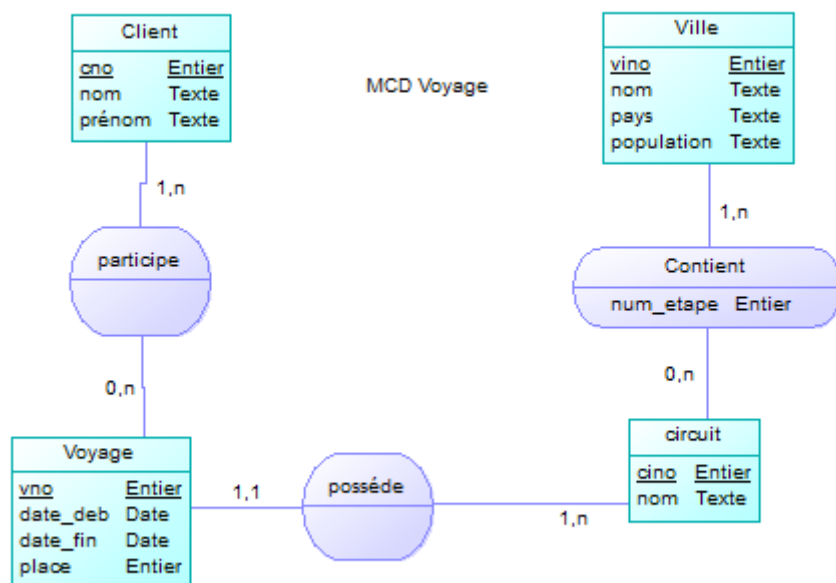 Client
cno Entier
nom Texte
prénom Texte
MCD Voyage
Ville
vino Entier
nom Texte
pays Texte
population Texte
1,n
participe
0,n
1,n
Contient
num_etape Entier
0,n
Voyage
vno Entier
date_deb Date
date_fin Date
place Entier
1,1
posséde
1,n
circuit
cino Entier
nom Texte